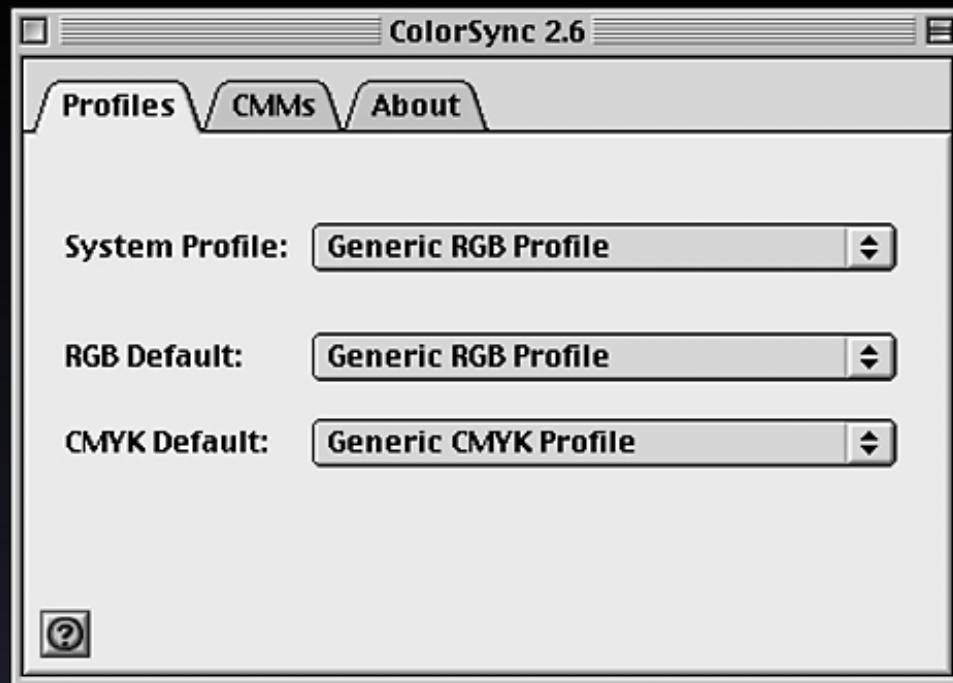 ColorSync 2.6
Profiles CMMs About
System Profile: Generic RGB Profile
RGB Default: Generic RGB Profile
CMYK Default: Generic CMYK Profile
?